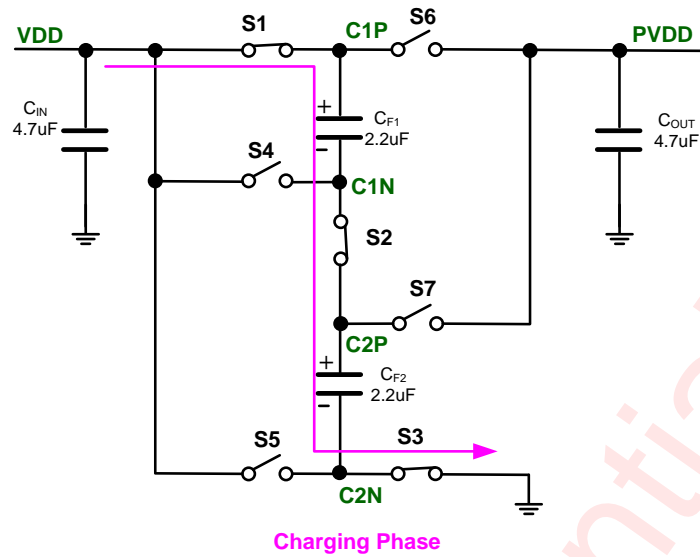 VDD
S1
C1P
S6
PVDD
CIN
4.7uF
+
CF1
2.2uF
-
COUT
4.7uF
S4
C1N
S2
S7
C2P
+
CF2
2.2uF
-
S5
S3
C2N
Charging Phase